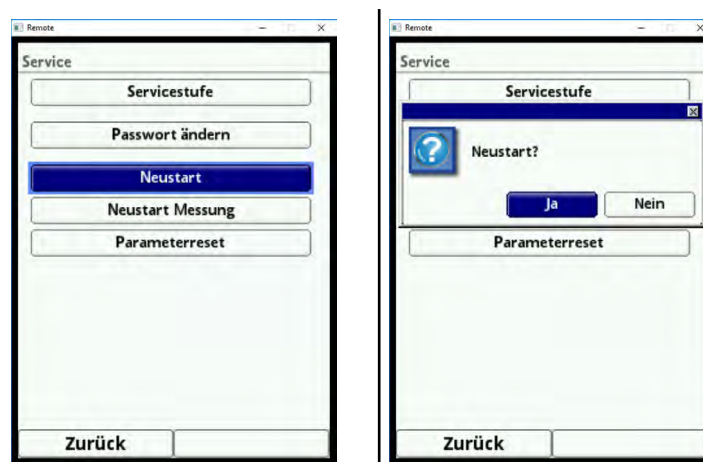 Remote
Service
Servicestufe
Passwort ändern
Neustart
Neustart Messung
Parameterreset
Zurück
Remote
Service
Servicestufe
Neustart?
Ja
Nein
Parameterreset
Zurück